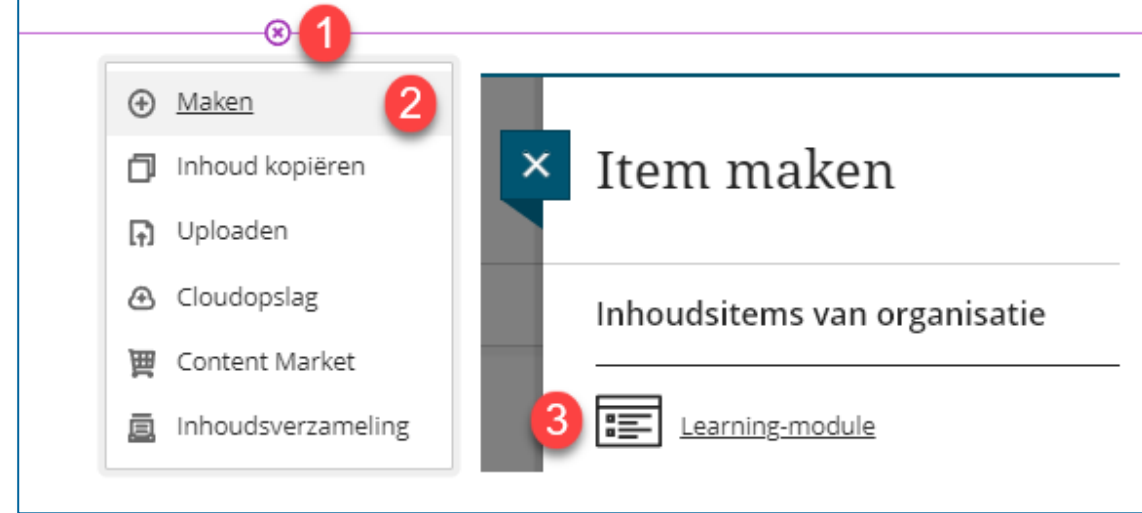 1
Maken 2
Inhoud kopiëren
Uploaden
Cloudopslag
Content Market
Inhoudsverzameling
Item maken
Inhoudsitems van organisatie
3 Learning-module